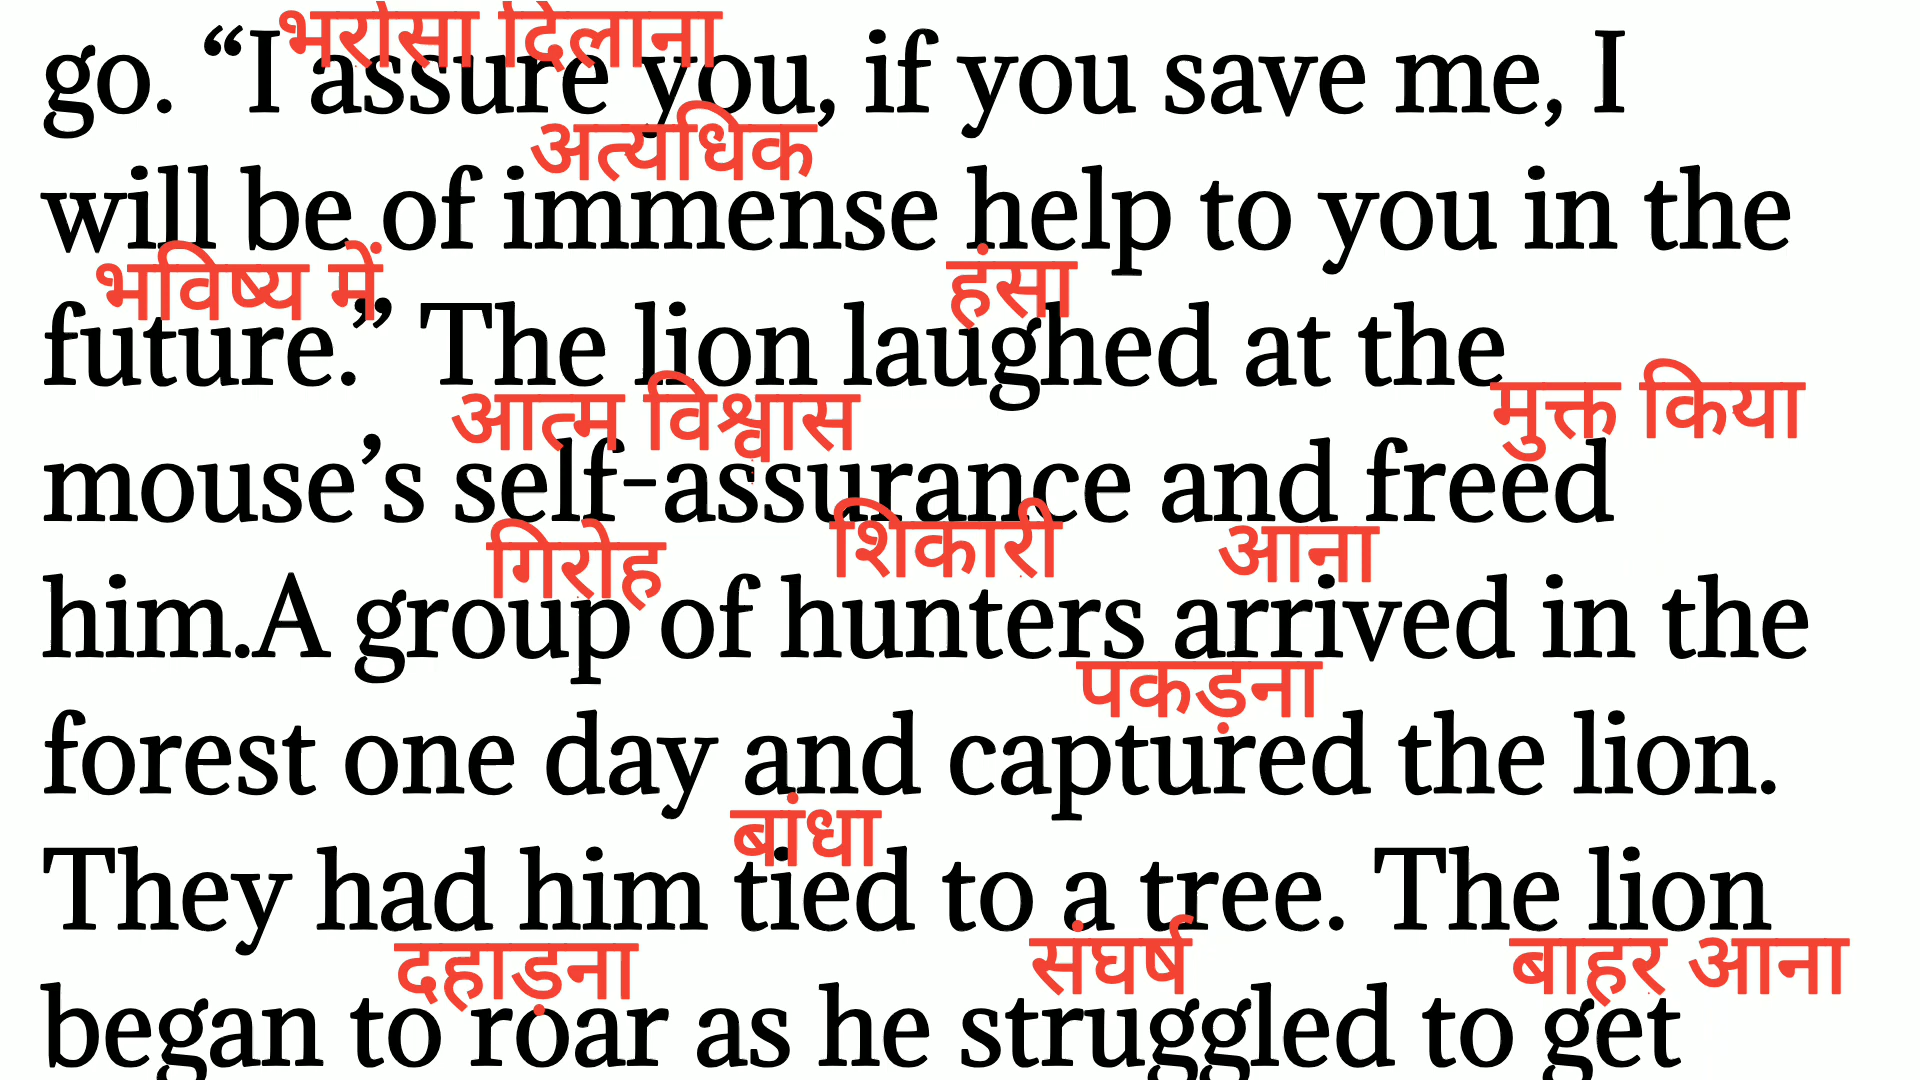 भरोसा दिलाना
go. “I assure you, if you save me, I
अत्यधिक
will be of immense help to you in the
भविष्य में हंसा
future.” The lion laughed at the
आत्म विश्वास मुक्त किया
mouse’s self-assurance and freed
गिरोह शिकारी आना
him.A group of hunters arrived in the
पकड़ना
forest one day and captured the lion.
बांधा
They had him tied to a tree. The lion
दहाड़ना संघर्ष बाहर आना
began to roar as he struggled to get